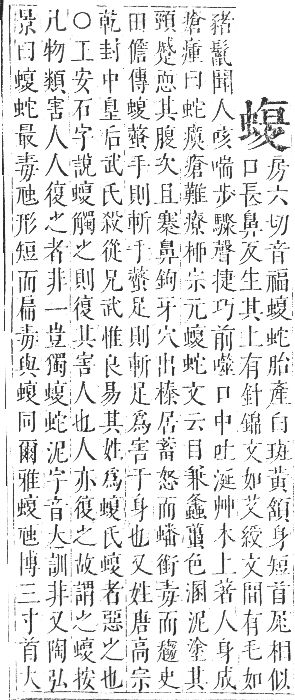 蝮房六切音福蝮蛇胎產白斑黃頷身短首尾相似
口長鼻反生其上有針錦文如艾綬文間有毛如
豬鬣聞人咳喘步驟聲捷巧前噬口中吐涎艸木上著人身成
瘡瘇曰蛇瘼瘡難療柳宗元蝮蛇文云目兼蠭蠆色溷泥塗其
頸蹙恧其腹次且褰鼻鉤牙穴出榛居蓄怒而蟠銜毒而趨史
田儋傳蝮螫手則斬手螫足則斬足爲害于身也又姓唐高宗
乾封中皇后武氏殺從兄武惟良易其姓爲蝮氏蝮者惡之也
○王安石字說蝮觸之則復其害人也人亦復之故謂之蝮按
凡物類害人人復之者非一豈獨蝮蛇泥字音大訓非又陶弘
景曰蝮蛇最毒虺形短而扁毒與蝮同爾雅蝮虺博三寸首大